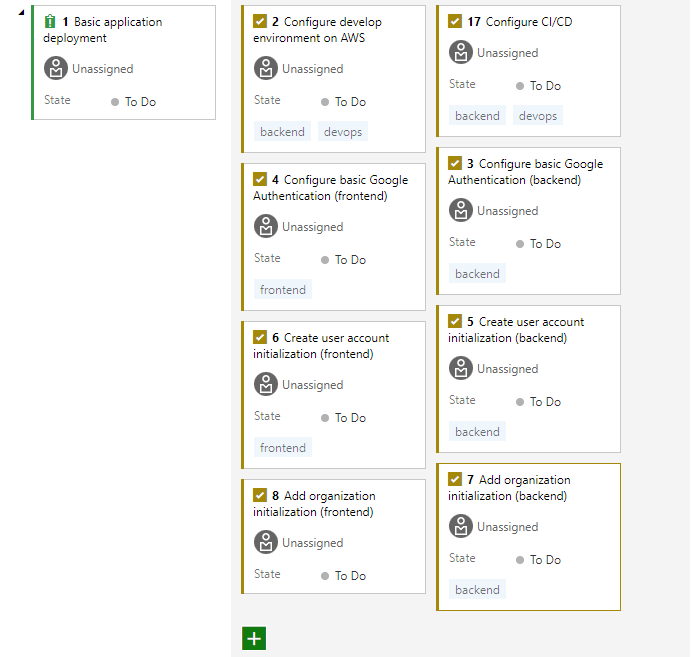 1 Basic application
deployment
Unassigned
State To Do
2 Configure develop
environment on AWS
Unassigned
State To Do
backend devops
17 Configure CI/CD
Unassigned
State To Do
backend devops
4 Configure basic Google
Authentication (frontend)
Unassigned
State To Do
frontend
3 Configure basic Google
Authentication (backend)
Unassigned
State To Do
backend
6 Create user account
initialization (frontend)
Unassigned
State To Do
frontend
5 Create user account
initialization (backend)
Unassigned
State To Do
backend
8 Add organization
initialization (frontend)
Unassigned
State To Do
7 Add organization
initialization (backend)
Unassigned
State To Do
backend